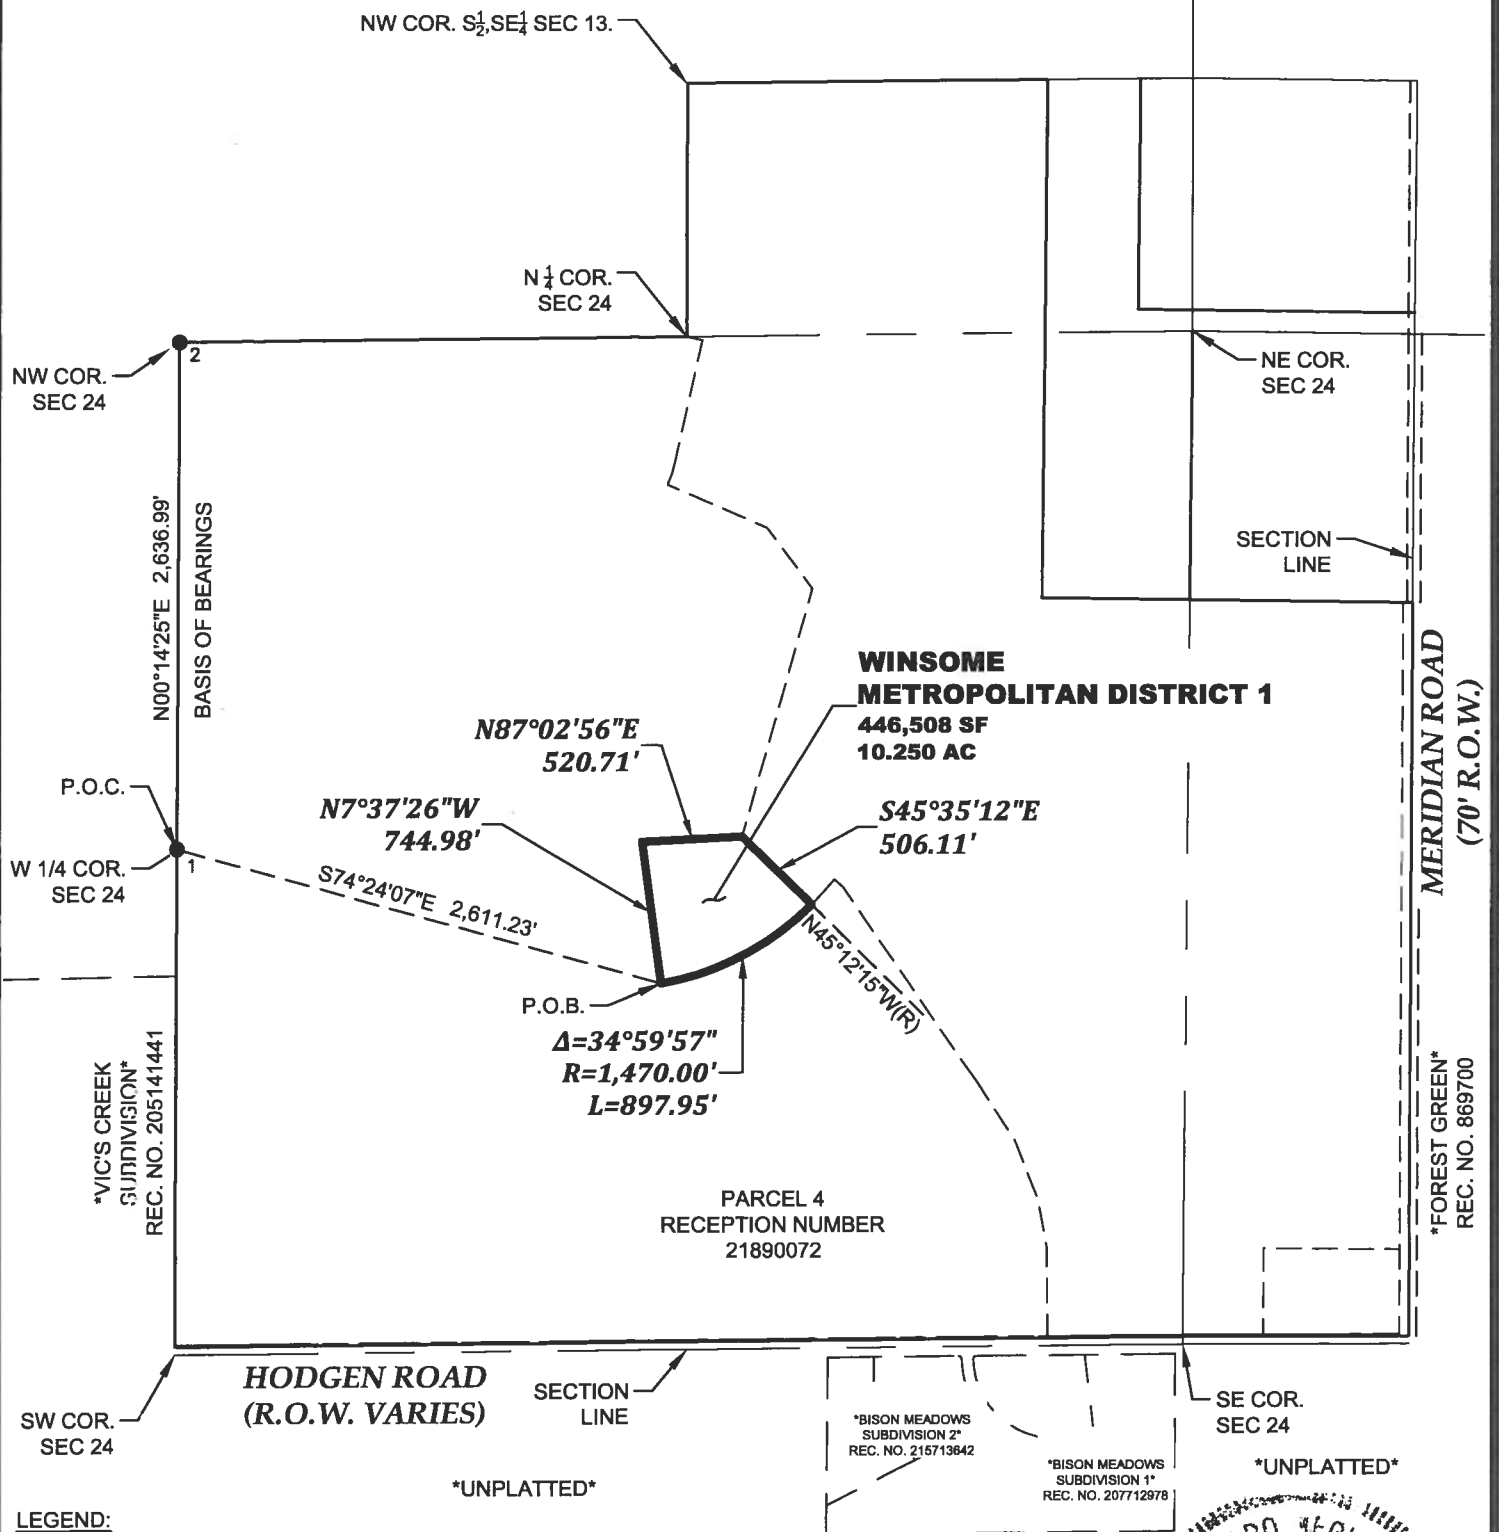 NW COR. S½,SE¼ SEC 13.
N ¼ COR.
SEC 24
2
NW COR.
SEC 24
NE COR.
SEC 24
N00°14'25"E 2,636.99'
BASIS OF BEARINGS
SECTION
LINE
WINSOME
METROPOLITAN DISTRICT 1
446,508 SF
10.250 AC
MERIDIAN ROAD
(70' R.O.W.)
N87°02'56"E
520.71'
P.O.C.
N7°37'26"W
744.98'
S45°35'12"E
506.11'
W 1/4 COR.
SEC 24
1
S74°24'07"E 2,611.23'
N45°12'15"W(R)
P.O.B.
Δ=34°59'57"
R=1,470.00'
L=897.95'
*VIC'S CREEK
SUBDIVISION*
REC. NO. 205141441
*FOREST GREEN*
REC. NO. 869700
PARCEL 4
RECEPTION NUMBER
21890072
HODGEN ROAD
(R.O.W. VARIES)
SECTION
LINE
SW COR.
SEC 24
SE COR.
SEC 24
*BISON MEADOWS
SUBDIVISION 2*
REC. NO. 215713642
*BISON MEADOWS
SUBDIVISION 1*
REC. NO. 207712978
*UNPLATTED*
*UNPLATTED*
LEGEND: